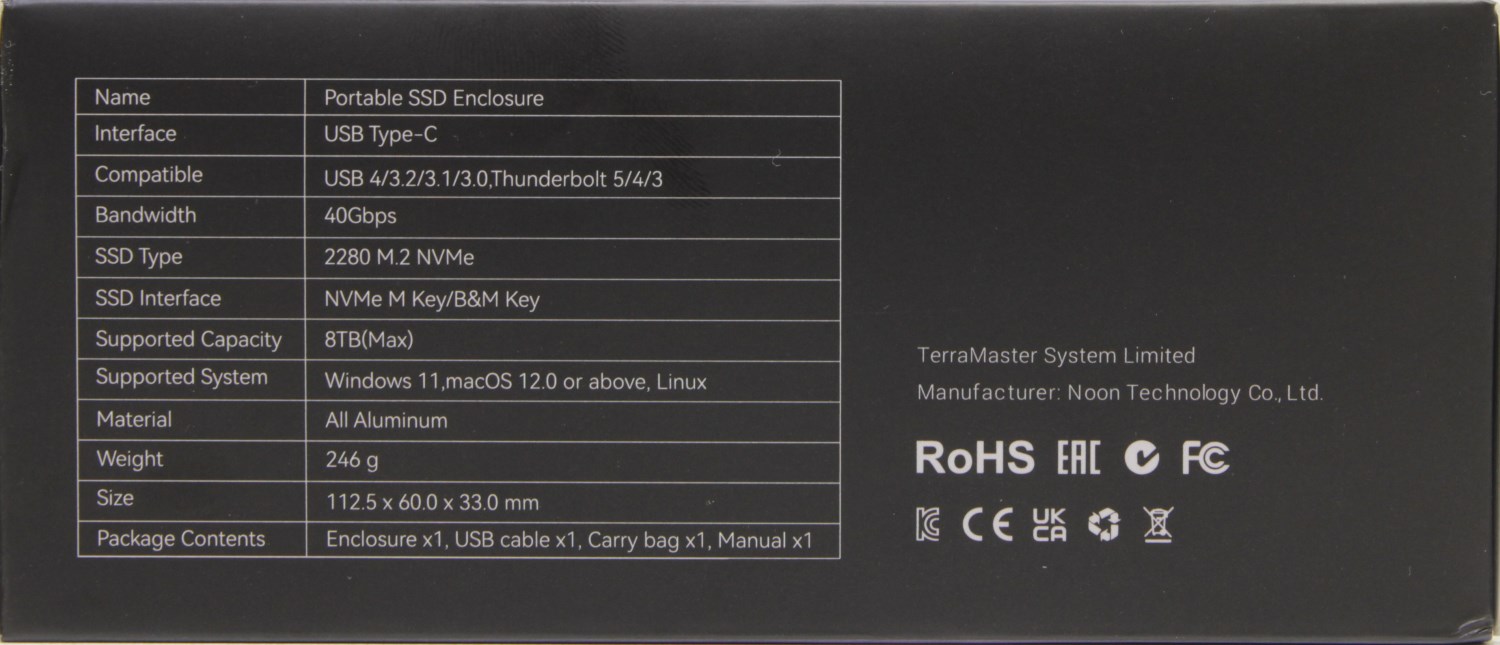 Name Portable SSD Enclosure
Interface USB Type-C
Compatible USB 4/3.2/3.1/3.0,Thunderbolt 5/4/3
Bandwidth 40Gbps
SSD Type 2280 M.2 NVMe
SSD Interface NVMe M Key/B&M Key
Supported Capacity 8TB(Max)
Supported System Windows 11,macOS 12.0 or above, Linux
Material All Aluminum
Weight 246 g
Size 112.5 x 60.0 x 33.0 mm
Package Contents Enclosure x1, USB cable x1, Carry bag x1, Manual x1
TerraMaster System Limited
Manufacturer: Noon Technology Co., Ltd.
RoHS EAC FC
KC CE UK CA